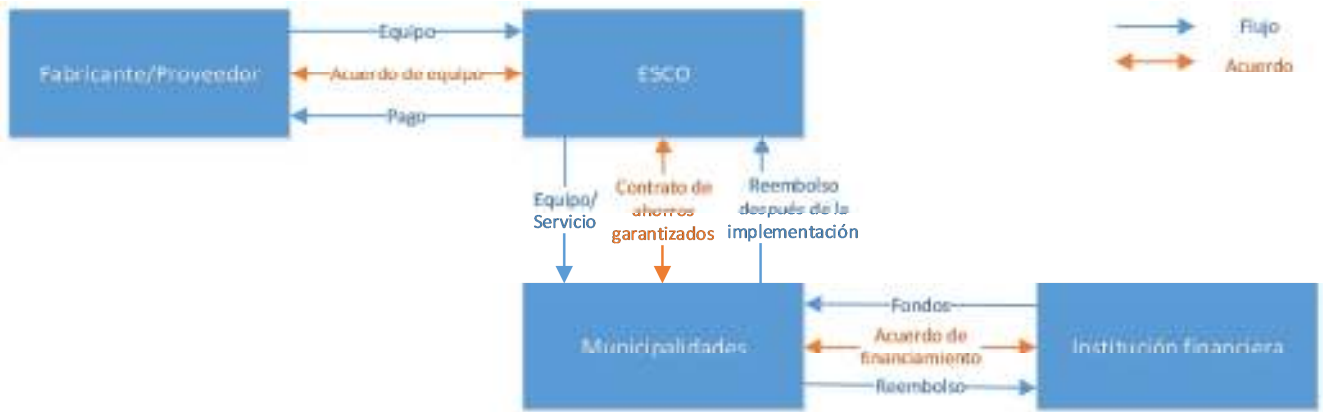 Equipo
Flujo
Fabricante/Proveedor
Acuerdo de equipo
ESCO
Acuerdo
Pago
Equipo/
Servicio
Contrato de
ahorros
garantizados
Reembolso
después de la
implementación
Fondos
Municipalidades
Acuerdo de
financiamiento
Institución financiera
Reembolso